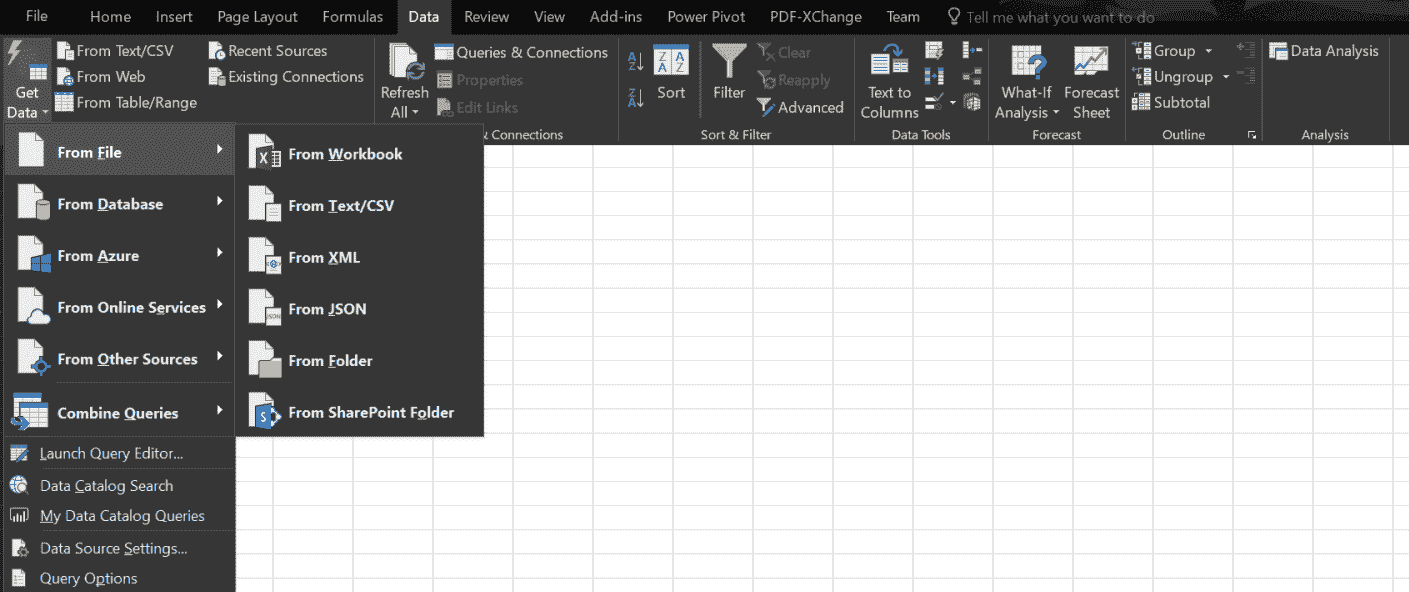 File Home Insert Page Layout Formulas Data Review View Add-ins Power Pivot PDF-XChange Team Tell me what you want to do
Get Data
From Text/CSV
From Web
From Table/Range
Recent Sources
Existing Connections
Refresh All
Queries & Connections
Properties
Edit Links
& Connections
Sort
Filter
Clear
Reapply
Advanced
Sort & Filter
Text to Columns
Data Tools
What-If Analysis
Forecast Sheet
Forecast
Group
Ungroup
Subtotal
Outline
Data Analysis
Analysis
From File
From Database
From Azure
From Online Services
From Other Sources
Combine Queries
Launch Query Editor...
Data Catalog Search
My Data Catalog Queries
Data Source Settings...
Query Options
From Workbook
From Text/CSV
From XML
From JSON
From Folder
From SharePoint Folder